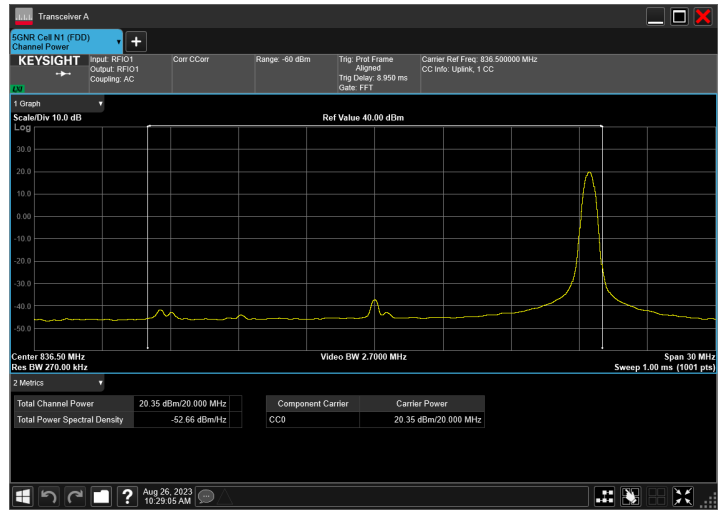 Transceiver A
5GNR Cell N1 (FDD)
Channel Power
KEYSIGHT
LXI
Input: RFIO1
Output: RFIO1
Coupling: AC
Corr CCorr
Range: -60 dBm
Trig: Prot Frame
Aligned
Trig Delay: 8.950 ms
Gate: FFT
Carrier Ref Freq: 836.500000 MHz
CC Info: Uplink, 1 CC
1 Graph
Scale/Div 10.0 dB
Ref Value 40.00 dBm
Log
30.0
20.0
10.0
0.00
-10.0
-20.0
-30.0
-40.0
-50.0
Center 836.50 MHz
Video BW 2.7000 MHz
Span 30 MHz
Res BW 270.00 kHz
Sweep 1.00 ms (1001 pts)
2 Metrics
Total Channel Power 20.35 dBm/20.000 MHz
Total Power Spectral Density -52.66 dBm/Hz
Component Carrier Carrier Power
CC0 20.35 dBm/20.000 MHz
Aug 26, 2023
10:29:05 AM